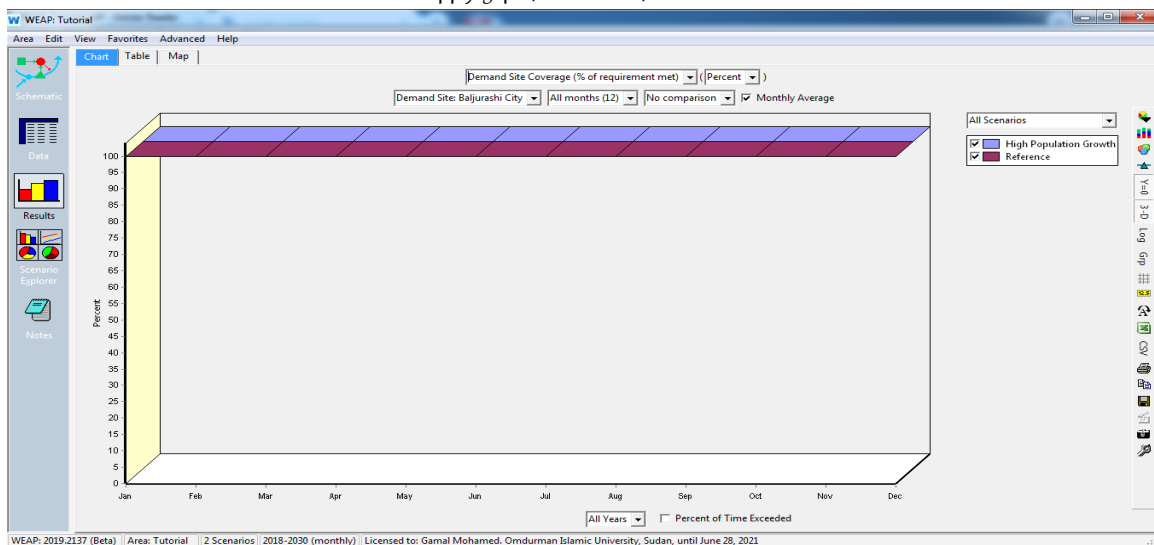 WEAP: Tutorial
Area Edit View Favorites Advanced Help
Chart Table Map
Demand Site Coverage (% of requirement met) (Percent)
Demand Site: Baljurashi City All months (12) No comparison Monthly Average
Schematic
Data
Results
Scenario
Explorer
Notes
All Scenarios
High Population Growth
Reference
Percent
100
95
90
85
80
75
70
65
60
55
50
45
40
35
30
25
20
15
10
5
0
Jan Feb Mar Apr May Jun Jul Aug Sep Oct Nov Dec
All Years Percent of Time Exceeded
Y=0
3-D
Log
Grp
CSV
WEAP: 2019.2137 (Beta) Area: Tutorial 2 Scenarios 2018-2030 (monthly) Licensed to: Gamal Mohamed. Omdurman Islamic University, Sudan, until June 28, 2021